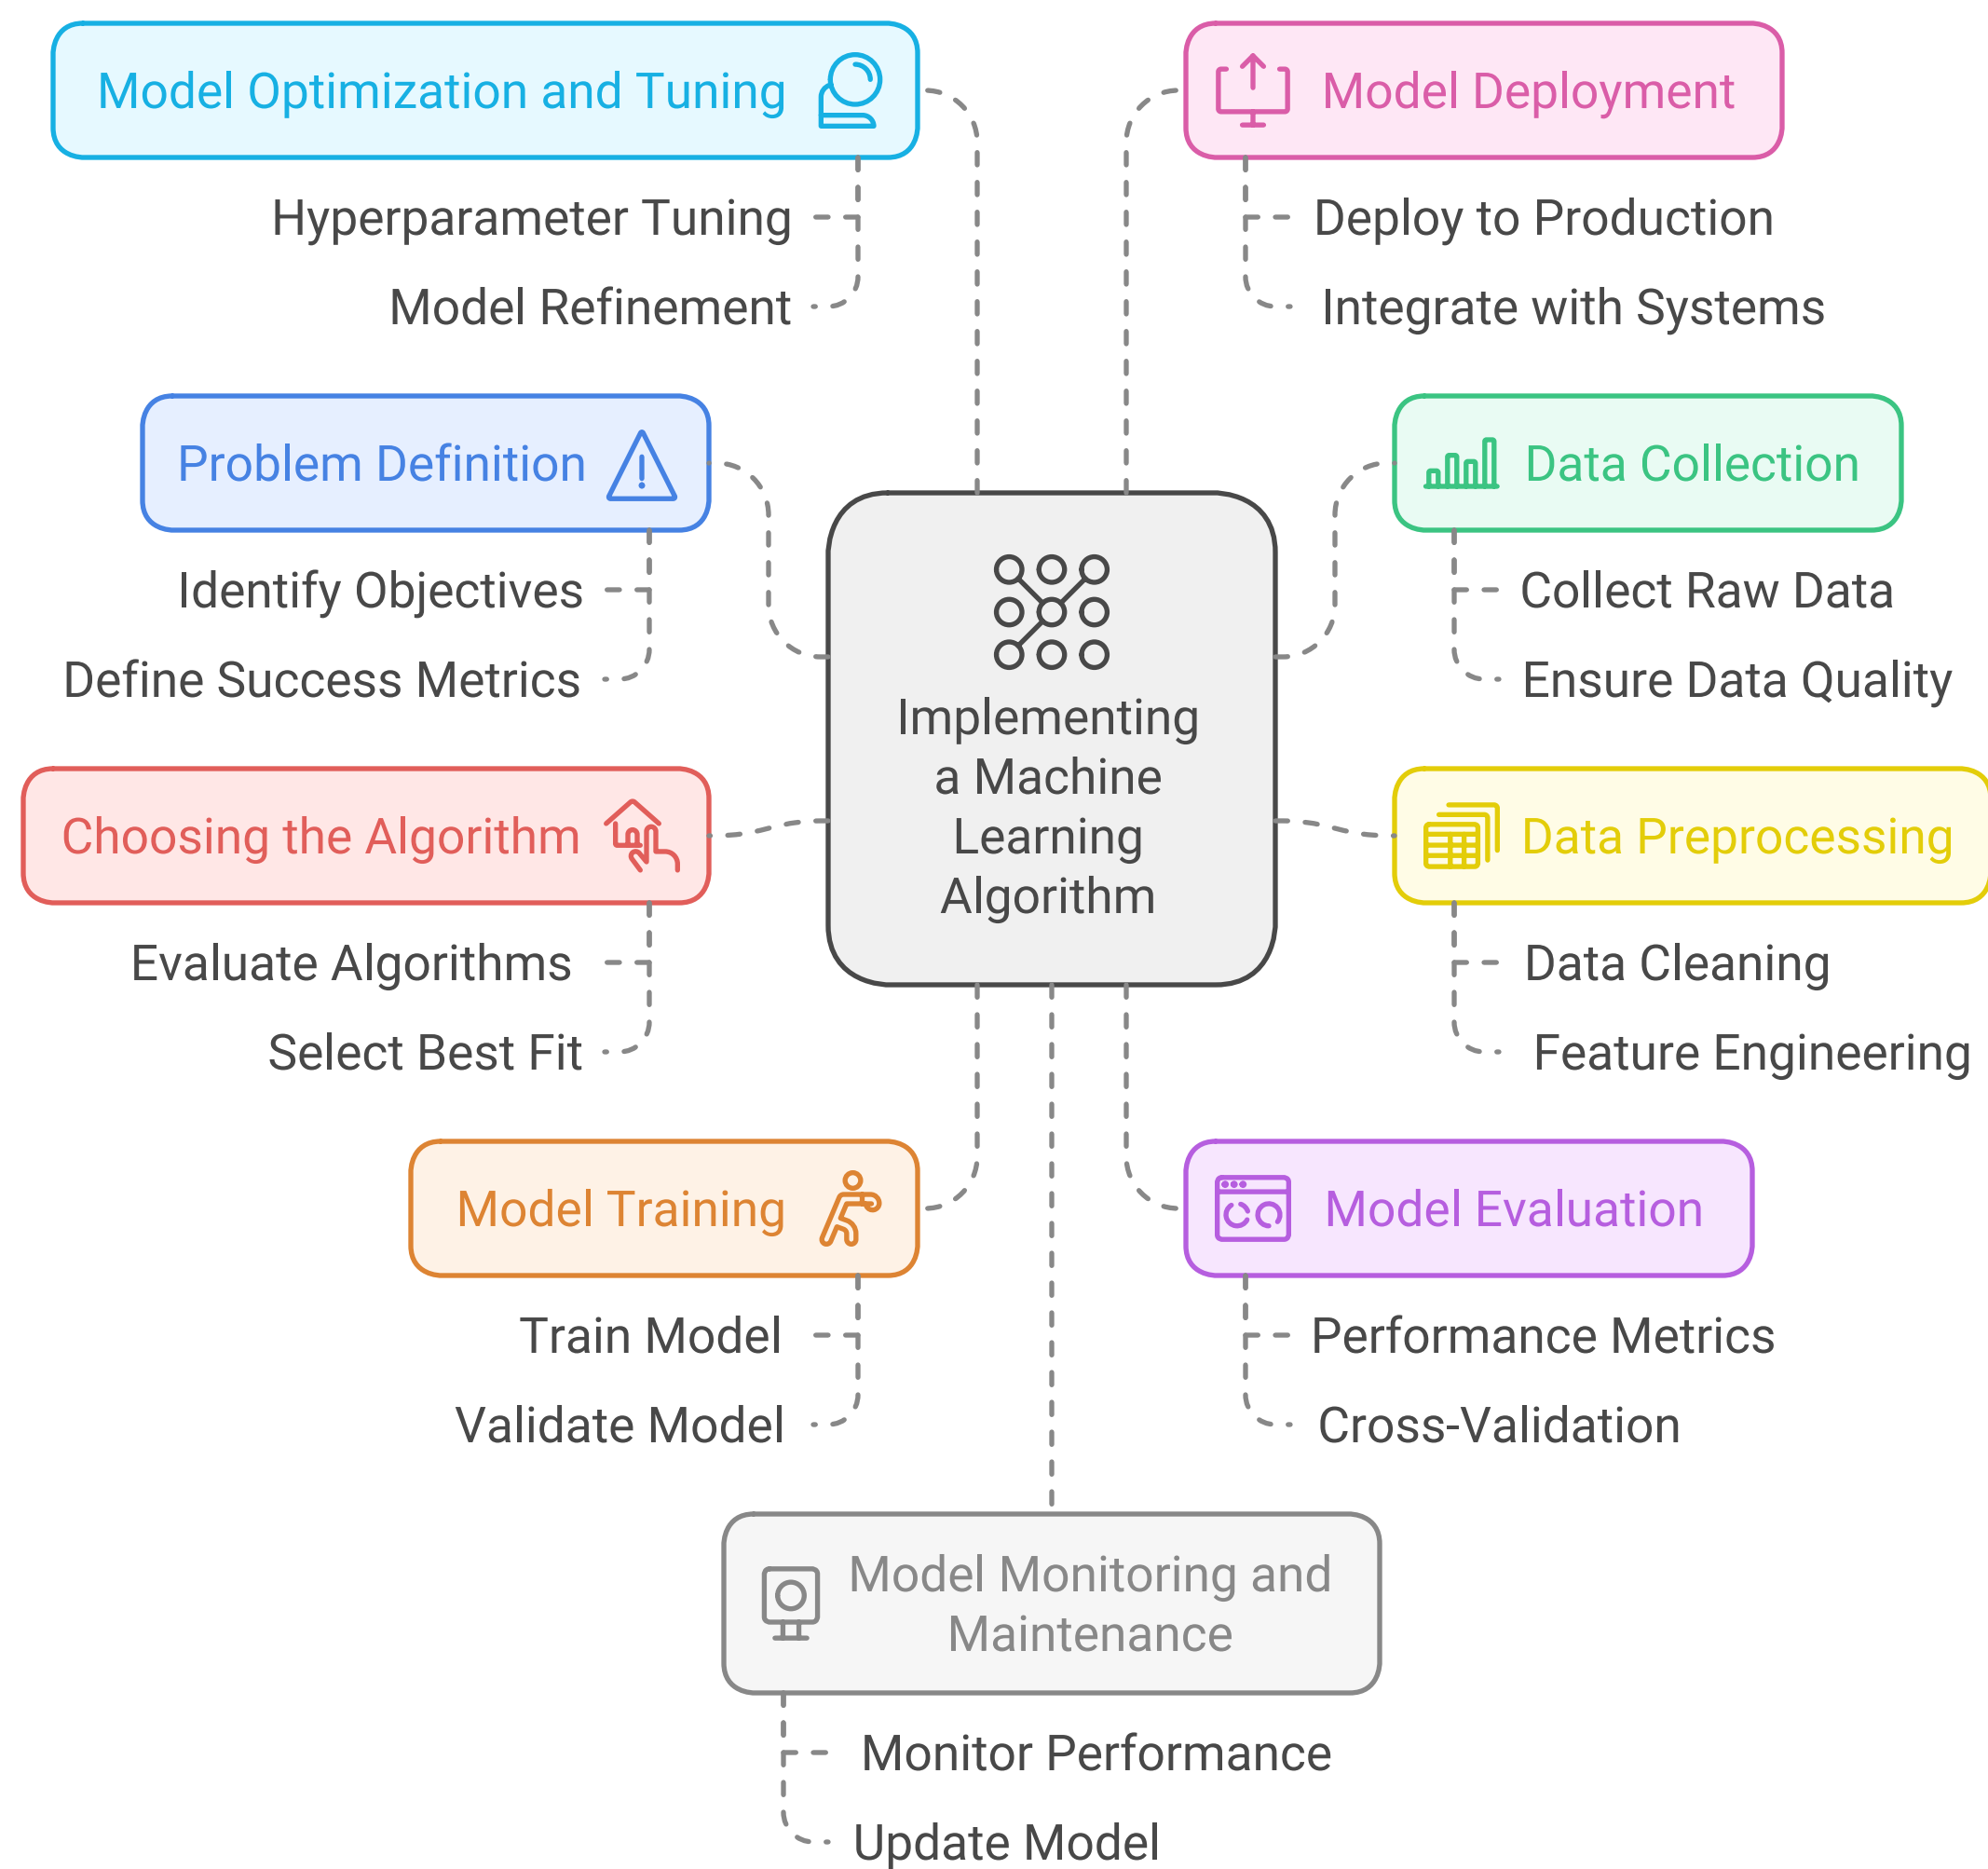 Model Optimization and Tuning
Hyperparameter Tuning
Model Refinement
Model Deployment
Deploy to Production
Integrate with Systems
Problem Definition
Identify Objectives
Define Success Metrics
Data Collection
Collect Raw Data
Ensure Data Quality
Implementing
a Machine
Learning
Algorithm
Choosing the Algorithm
Evaluate Algorithms
Select Best Fit
Data Preprocessing
Data Cleaning
Feature Engineering
Model Training
Train Model
Validate Model
Model Evaluation
Performance Metrics
Cross-Validation
Model Monitoring and
Maintenance
Monitor Performance
Update Model